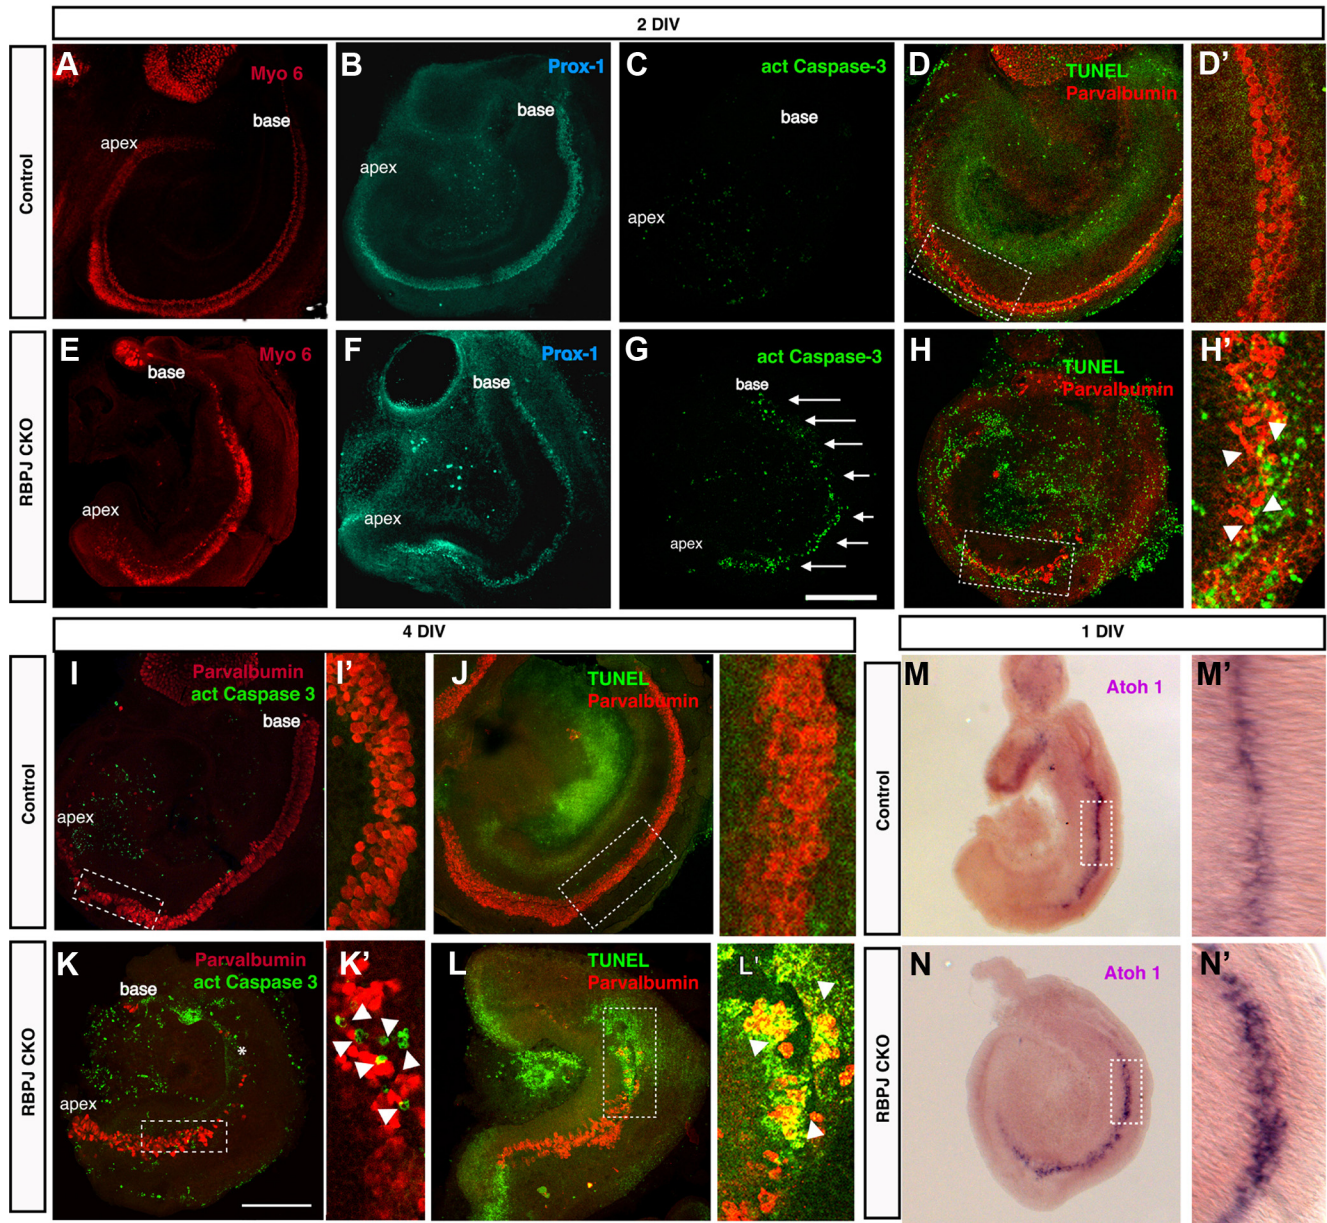 2 DIV
Control
A
Myo 6
base
apex
B
Prox-1
base
apex
C
act Caspase-3
base
apex
D
TUNEL
Parvalbumin
D’
RBPJ CKO
E
Myo 6
base
apex
F
Prox-1
base
apex
G
act Caspase-3
base
apex
H
TUNEL
Parvalbumin
H’
4 DIV
1 DIV
Control
I
Parvalbumin
act Caspase 3
base
apex
I’
J
TUNEL
Parvalbumin
Control
M
Atoh 1
M’
RBPJ CKO
K
Parvalbumin
act Caspase 3
base
*
apex
K’
L
TUNEL
Parvalbumin
L'
RBPJ CKO
N
Atoh 1
N’